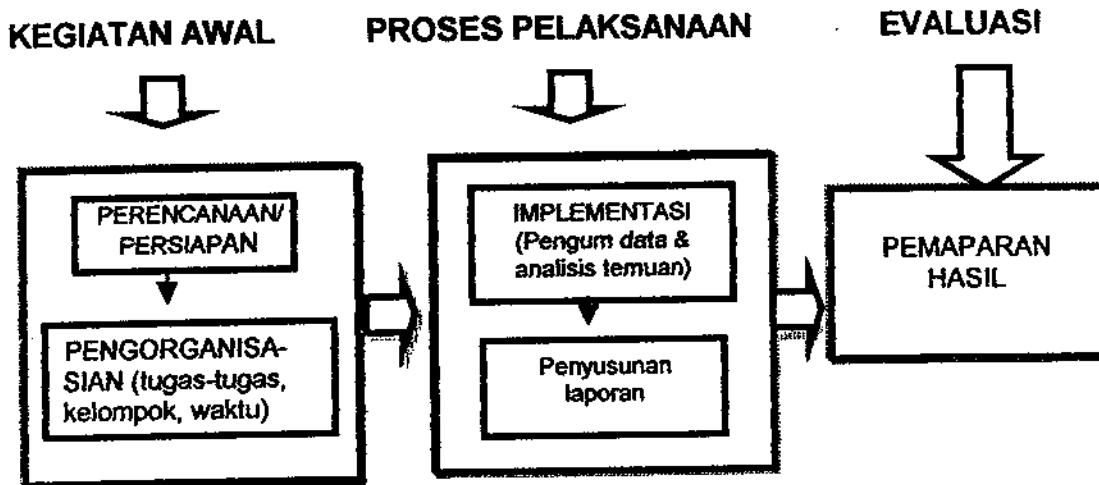 KEGIATAN AWAL
PROSES PELAKSANAAN
EVALUASI
PERENCANAAN/
PERSIAPAN
PENGORGANISA-
SIAN (tugas-tugas,
kelompok, waktu)
IMPLEMENTASI
(Pengum data &
analisis temuan)
Penyusunan
laporan
PEMAPARAN
HASIL